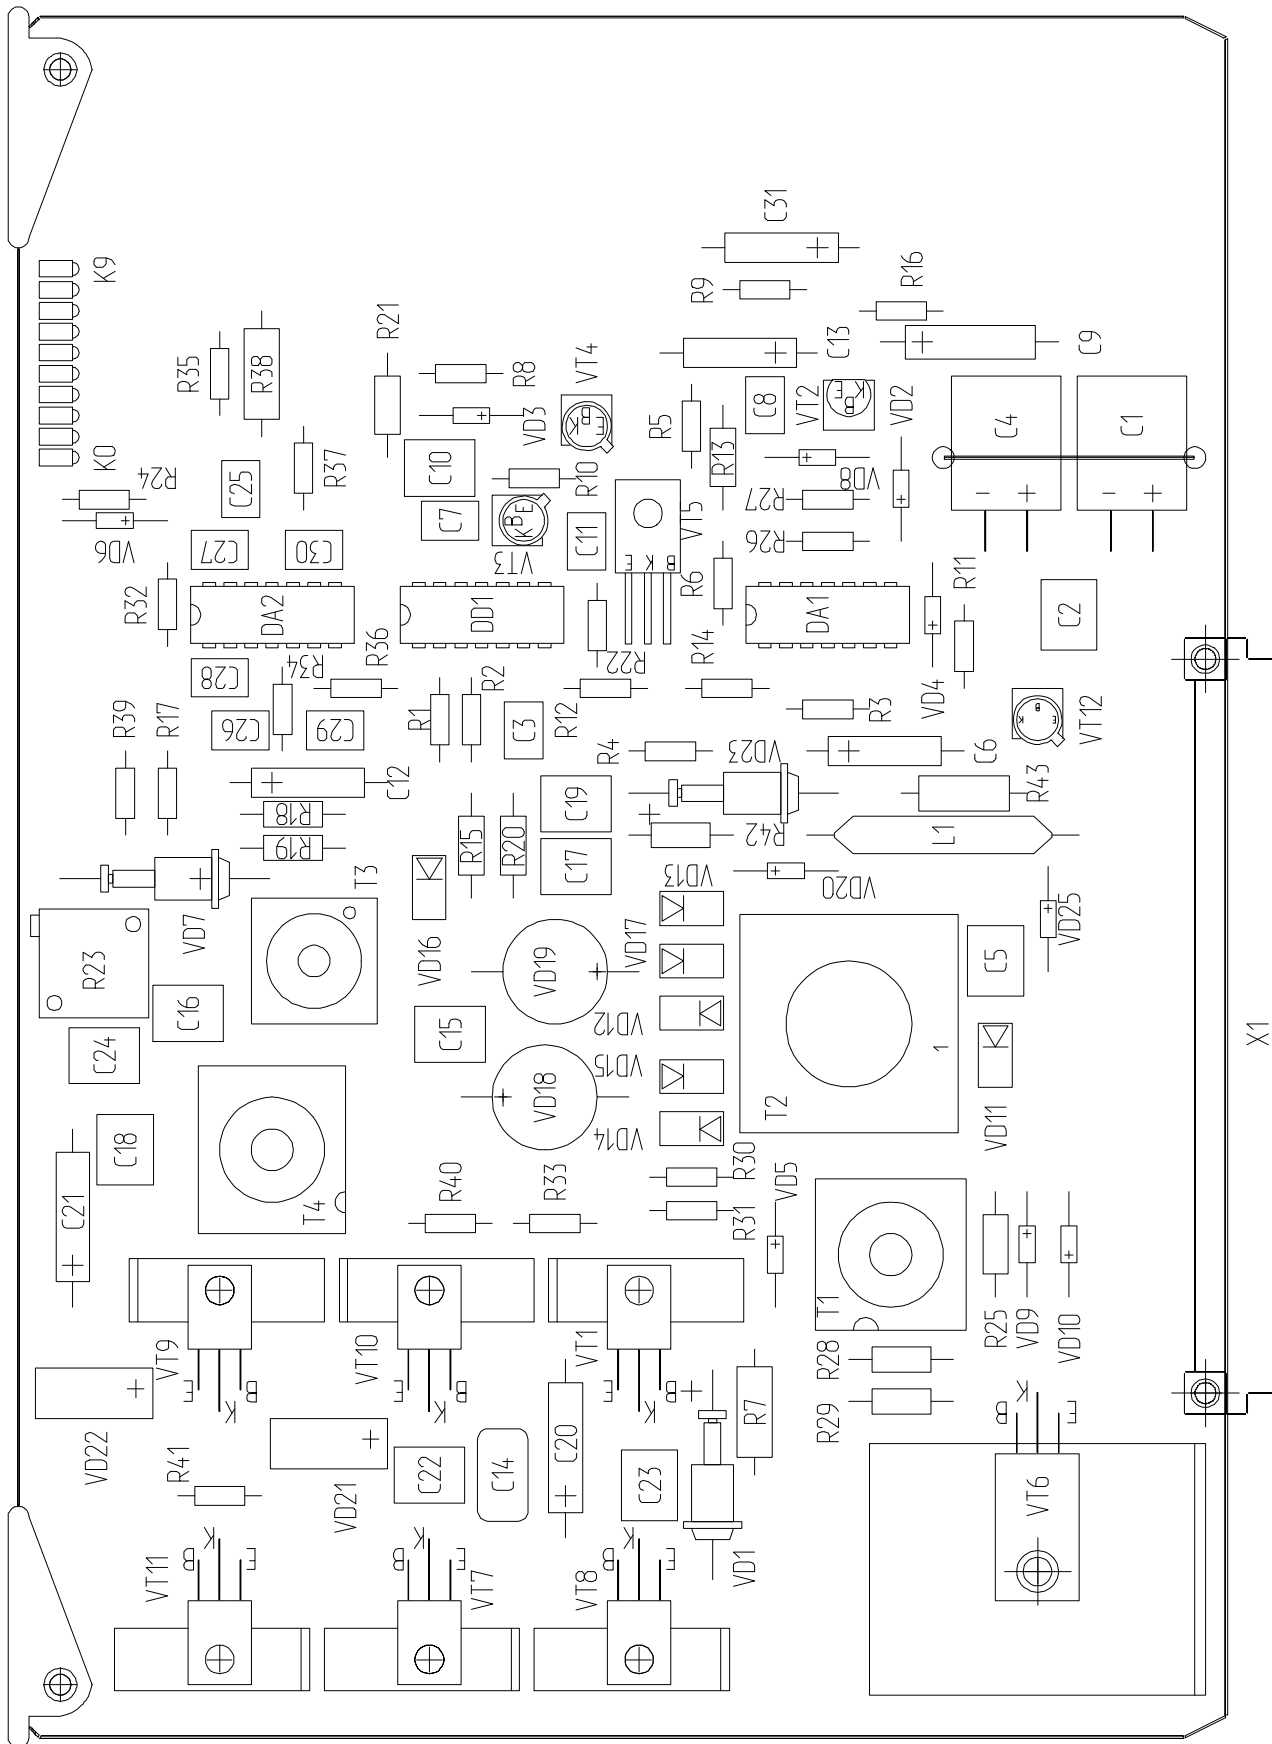 C31
K9
R9
R16
R21
R35
R38
R8
VT4
C13
C9
R5
C8
VT2
B
K
E
VD2
C4
C1
VD3
E
B
K
K0
R24
R37
C10
R13
C25
R10
R27
VD8
-
+
-
+
VD6
C27
C30
C7
K
B
E
VT3
C11
VT5
E
K
B
R26
R32
DA2
DD1
R6
DA1
R11
C2
C28
R34
R36
R22
R14
R39
R17
C26
C29
R1
R2
C3
R12
R3
VD4
K
B
E
VT12
R4
VD23
C6
C12
R18
R19
R15
R20
C19
C17
R42
R43
L1
VD7
T3
VD16
VD13
VD20
VD25
R23
VD19
VD17
C16
C5
C24
C15
VD12
1
X1
VD18
VD15
T2
VD11
C18
VD14
C21
T4
R40
R33
R30
R31
VD5
T1
R25
VD9
VD10
VT9
VT10
VT1
R28
E
K
B
E
K
B
E
K
B
R29
R7
B
K
E
VD22
R41
VD21
C22
C14
C20
C23
VT6
VD1
VT11
B
K
E
VT7
B
K
E
VT8
B
K
E